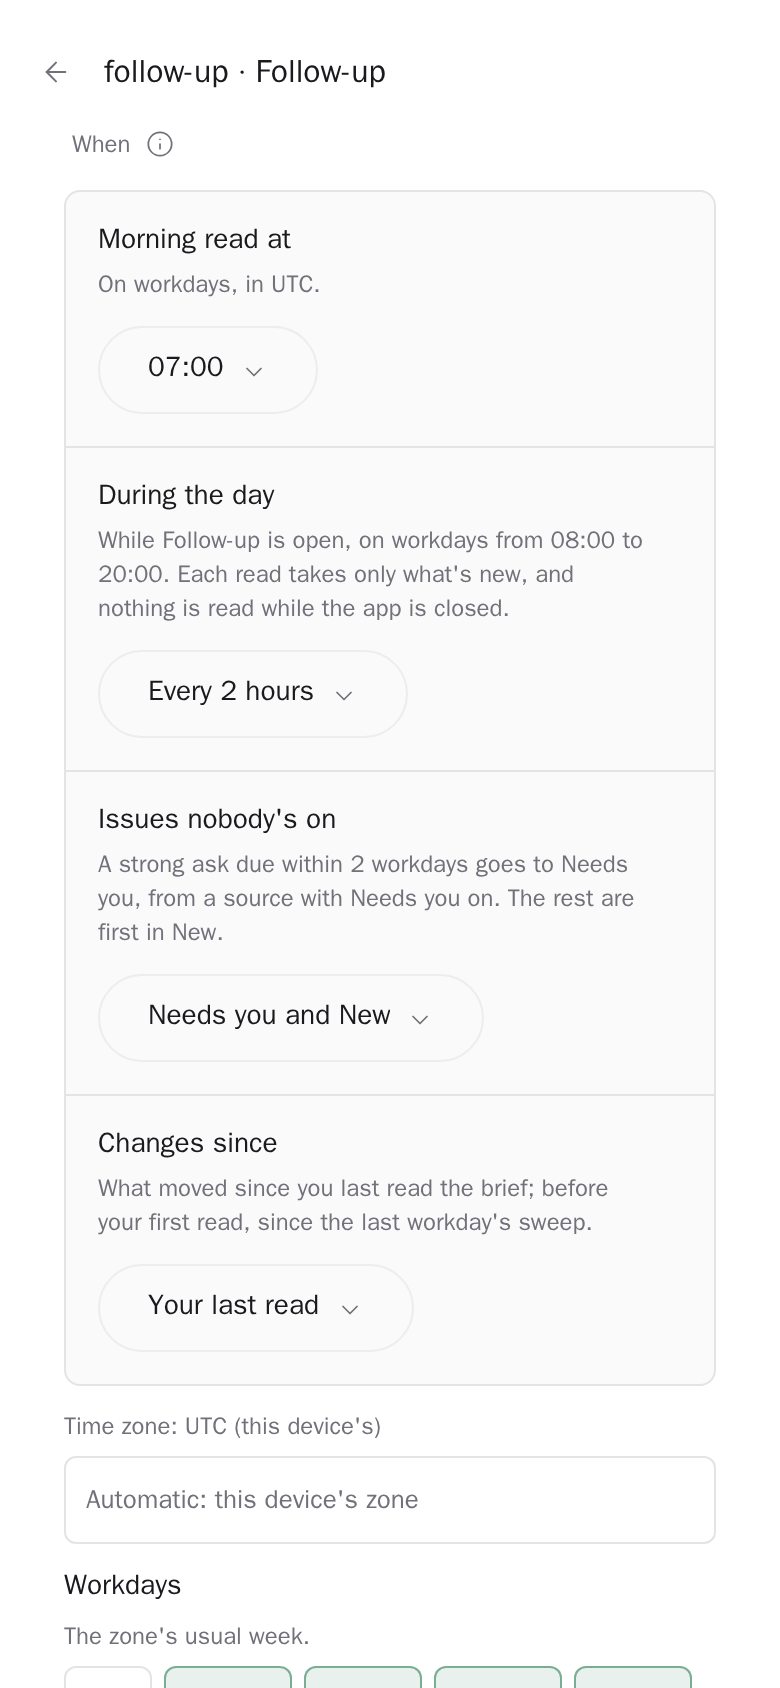 follow-up · Follow-up
When
Morning read at
On workdays, in UTC.
07:00
During the day
While Follow-up is open, on workdays from 08:00 to
20:00. Each read takes only what's new, and
nothing is read while the app is closed.
Every 2 hours
Issues nobody's on
A strong ask due within 2 workdays goes to Needs
you, from a source with Needs you on. The rest are
first in New.
Needs you and New
Changes since
What moved since you last read the brief; before
your first read, since the last workday's sweep.
Your last read
Time zone: UTC (this device's)
Automatic: this device's zone
Workdays
The zone's usual week.